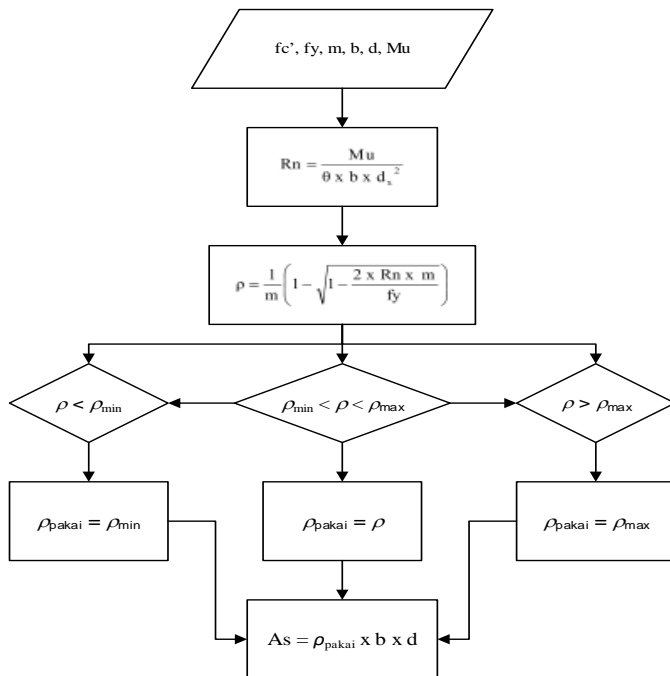 fc', fy, m, b, d, Mu
Rn = Mu / θ x b x dₓ²
ρ = 1/m (1 - √(1 - 2 x Rn x m / fy))
ρ < ρmin
ρmin < ρ < ρmax
ρ > ρmax
ρpakai = ρmin
ρpakai = ρ
ρpakai = ρmax
As = ρpakai x b x d